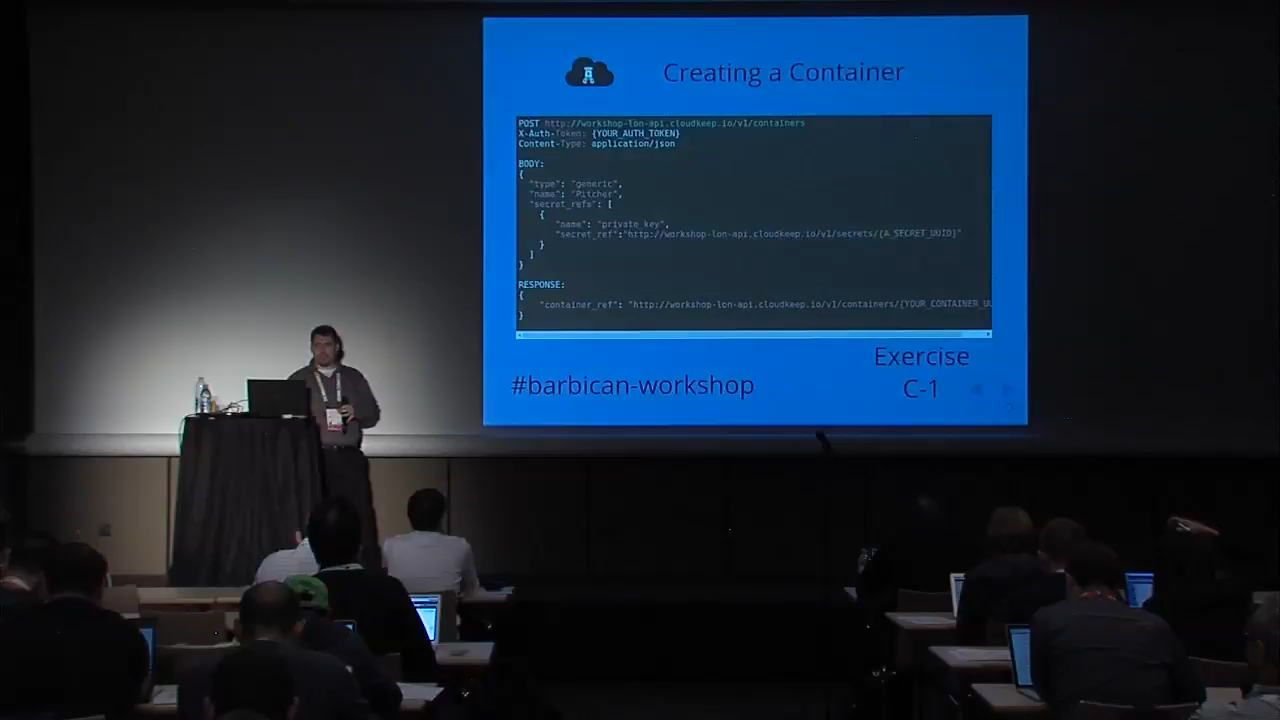 Creating a Container
POST http://workshop-lon-api.cloudkeep.io/v1/containers
X-Auth-Token: {YOUR_AUTH_TOKEN}
Content-Type: application/json
BODY:
{
"type": "generic",
"name": "Pitcher",
"secret_refs": [
{
"name": "private_key",
"secret_ref":"http://workshop-lon-api.cloudkeep.io/v1/secrets/{A_SECRET_UUID}"
}
]
}
RESPONSE:
{
"container_ref": "http://workshop-lon-api.cloudkeep.io/v1/containers/{YOUR_CONTAINER_UU
}
Exercise
C-1
#barbican-workshop